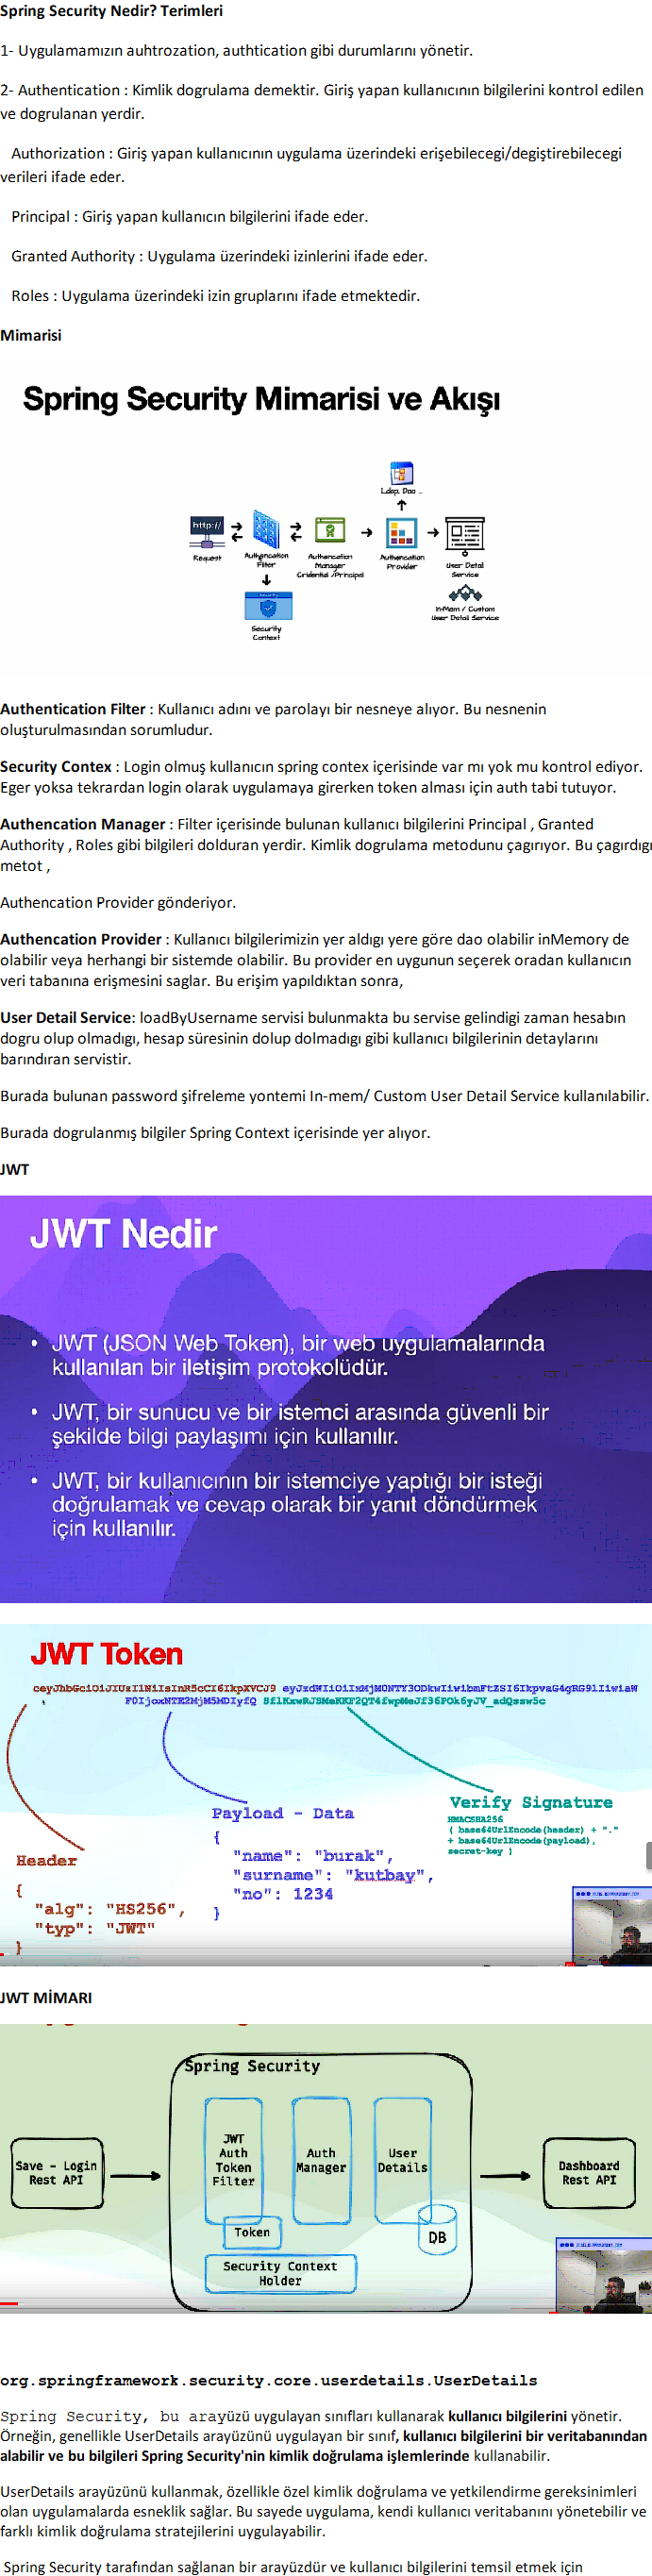 Spring Security Nedir? Terimleri
1- Uygulamamızın auhtrozation, authtication gibi durumlarını yönetir.
2- Authentication : Kimlik dogrulama demektir. Giriş yapan kullanıcının bilgilerini kontrol edilen
ve dogrulanan yerdir.
Authorization : Giriş yapan kullanıcının uygulama üzerindeki erişebilecegi/degiştirebilecegi
verileri ifade eder.
Principal : Giriş yapan kullanıcın bilgilerini ifade eder.
Granted Authority : Uygulama üzerindeki izinlerini ifade eder.
Roles : Uygulama üzerindeki izin gruplarını ifade etmektedir.
Mimarisi
Spring Security Mimarisi ve Akışı
Ldap, Dao ..
http://
Request
Authencation
Filter
Authencation
Manager
Cridential /Principal
Authencation
Provider
User Detail
Service
Security
Context
In-Mem / Custom
User Detail Service
Authentication Filter : Kullanıcı adını ve parolayı bir nesneye alıyor. Bu nesnenin
oluşturulmasından sorumludur.
Security Contex : Login olmuş kullanıcın spring contex içerisinde var mı yok mu kontrol ediyor.
Eger yoksa tekrardan login olarak uygulamaya girerken token alması için auth tabi tutuyor.
Authencation Manager : Filter içerisinde bulunan kullanıcı bilgilerini Principal , Granted
Authority , Roles gibi bilgileri dolduran yerdir. Kimlik dogrulama metodunu çagırıyor. Bu çagırdıgı
metot ,
Authencation Provider gönderiyor.
Authencation Provider : Kullanıcı bilgilerimizin yer aldıgı yere göre dao olabilir inMemory de
olabilir veya herhangi bir sistemde olabilir. Bu provider en uygunun seçerek oradan kullanıcın
veri tabanına erişmesini saglar. Bu erişim yapıldıktan sonra,
User Detail Service: loadByUsername servisi bulunmakta bu servise gelindigi zaman hesabın
dogru olup olmadıgı, hesap süresinin dolup dolmadıgı gibi kullanıcı bilgilerinin detaylarını
barındıran servistir.
Burada bulunan password şifreleme yontemi In-mem/ Custom User Detail Service kullanılabilir.
Burada dogrulanmış bilgiler Spring Context içerisinde yer alıyor.
JWT
JWT Nedir
• JWT (JSON Web Token), bir web uygulamalarında
kullanılan bir iletişim protokolüdür.
• JWT, bir sunucu ve bir istemci arasında güvenli bir
şekilde bilgi paylaşımı için kullanılır.
• JWT, bir kullanıcının bir istemciye yaptığı bir isteği
doğrulamak ve cevap olarak bir yanıt döndürmek
için kullanılır.
JWT Token
Verify Signature
HMACSHA256
( base64UrlEncode(header) + "."
+ base64UrlEncode(payload),
secret-key )
Payload - Data
{
"name": "burak",
"surname": "kutbay",
"no": 1234
}
Header
{
"alg": "HS256",
"typ": "JWT"
}
JWT MİMARI
Spring Security
JWT
Auth
Token
Filter
Auth
Manager
User
Details
Save - Login
Rest API
Dashboard
Rest API
Token
DB
Security Context
Holder
org.springframework.security.core.userdetails.UserDetails
Spring Security, bu arayüzü uygulayan sınıfları kullanarak kullanıcı bilgilerini yönetir.
Örneğin, genellikle UserDetails arayüzünü uygulayan bir sınıf, kullanıcı bilgilerini bir veritabanından
alabilir ve bu bilgileri Spring Security'nin kimlik doğrulama işlemlerinde kullanabilir.
UserDetails arayüzünü kullanmak, özellikle özel kimlik doğrulama ve yetkilendirme gereksinimleri
olan uygulamalarda esneklik sağlar. Bu sayede uygulama, kendi kullanıcı veritabanını yönetebilir ve
farklı kimlik doğrulama stratejilerini uygulayabilir.
Spring Security tarafından sağlanan bir arayüzdür ve kullanıcı bilgilerini temsil etmek için